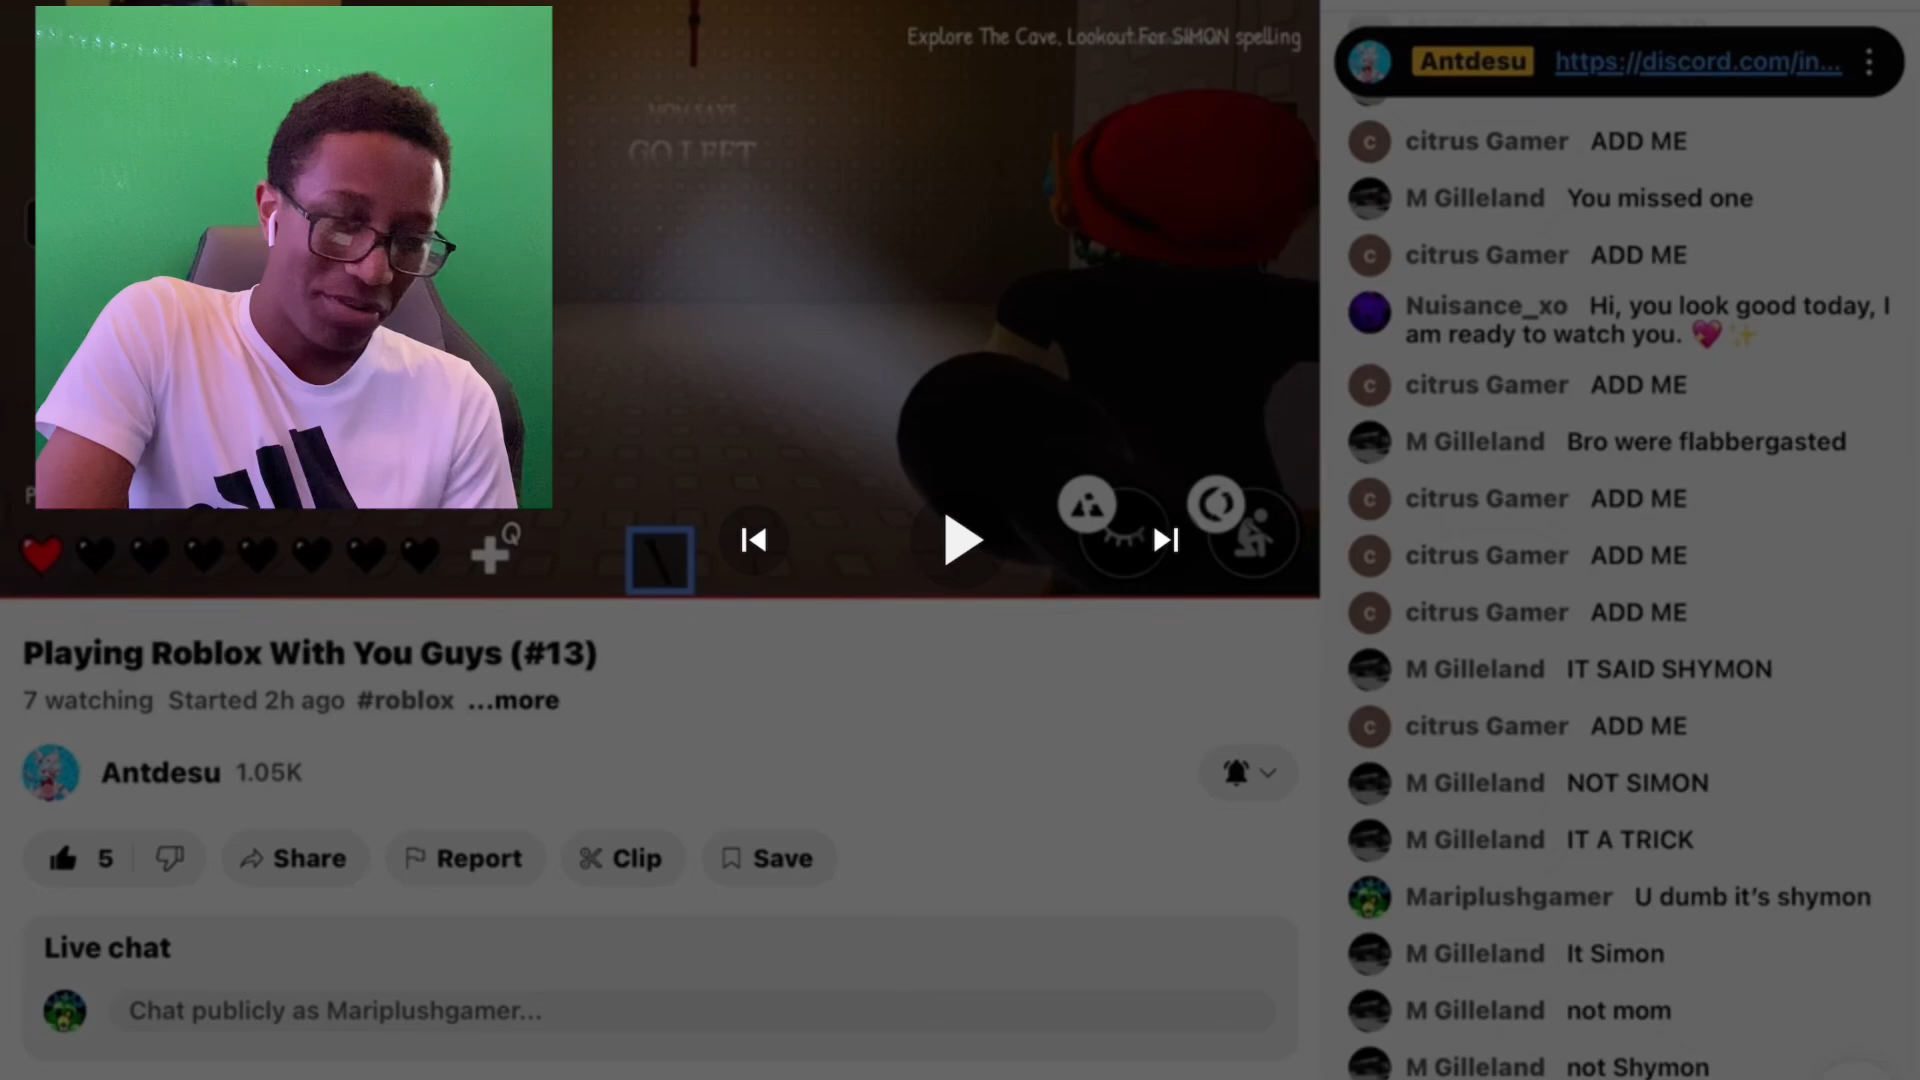 Explore The Cave, Lookout For SIMON spelling
MOM SAYS
GO LEFT
Q
Playing Roblox With You Guys (#13)
7 watching Started 2h ago #roblox ...more
Antdesu 1.05K
5
Share
Report
Clip
Save
Live chat
Chat publicly as Mariplushgamer...
Antdesu https://discord.com/in...
citrus Gamer ADD ME
M Gilleland You missed one
citrus Gamer ADD ME
Nuisance_xo Hi, you look good today, I
am ready to watch you. 💖 ✨
citrus Gamer ADD ME
M Gilleland Bro were flabbergasted
citrus Gamer ADD ME
citrus Gamer ADD ME
citrus Gamer ADD ME
M Gilleland IT SAID SHYMON
citrus Gamer ADD ME
M Gilleland NOT SIMON
M Gilleland IT A TRICK
Mariplushgamer U dumb it's shymon
M Gilleland It Simon
M Gilleland not mom
M Gilleland not Shymon